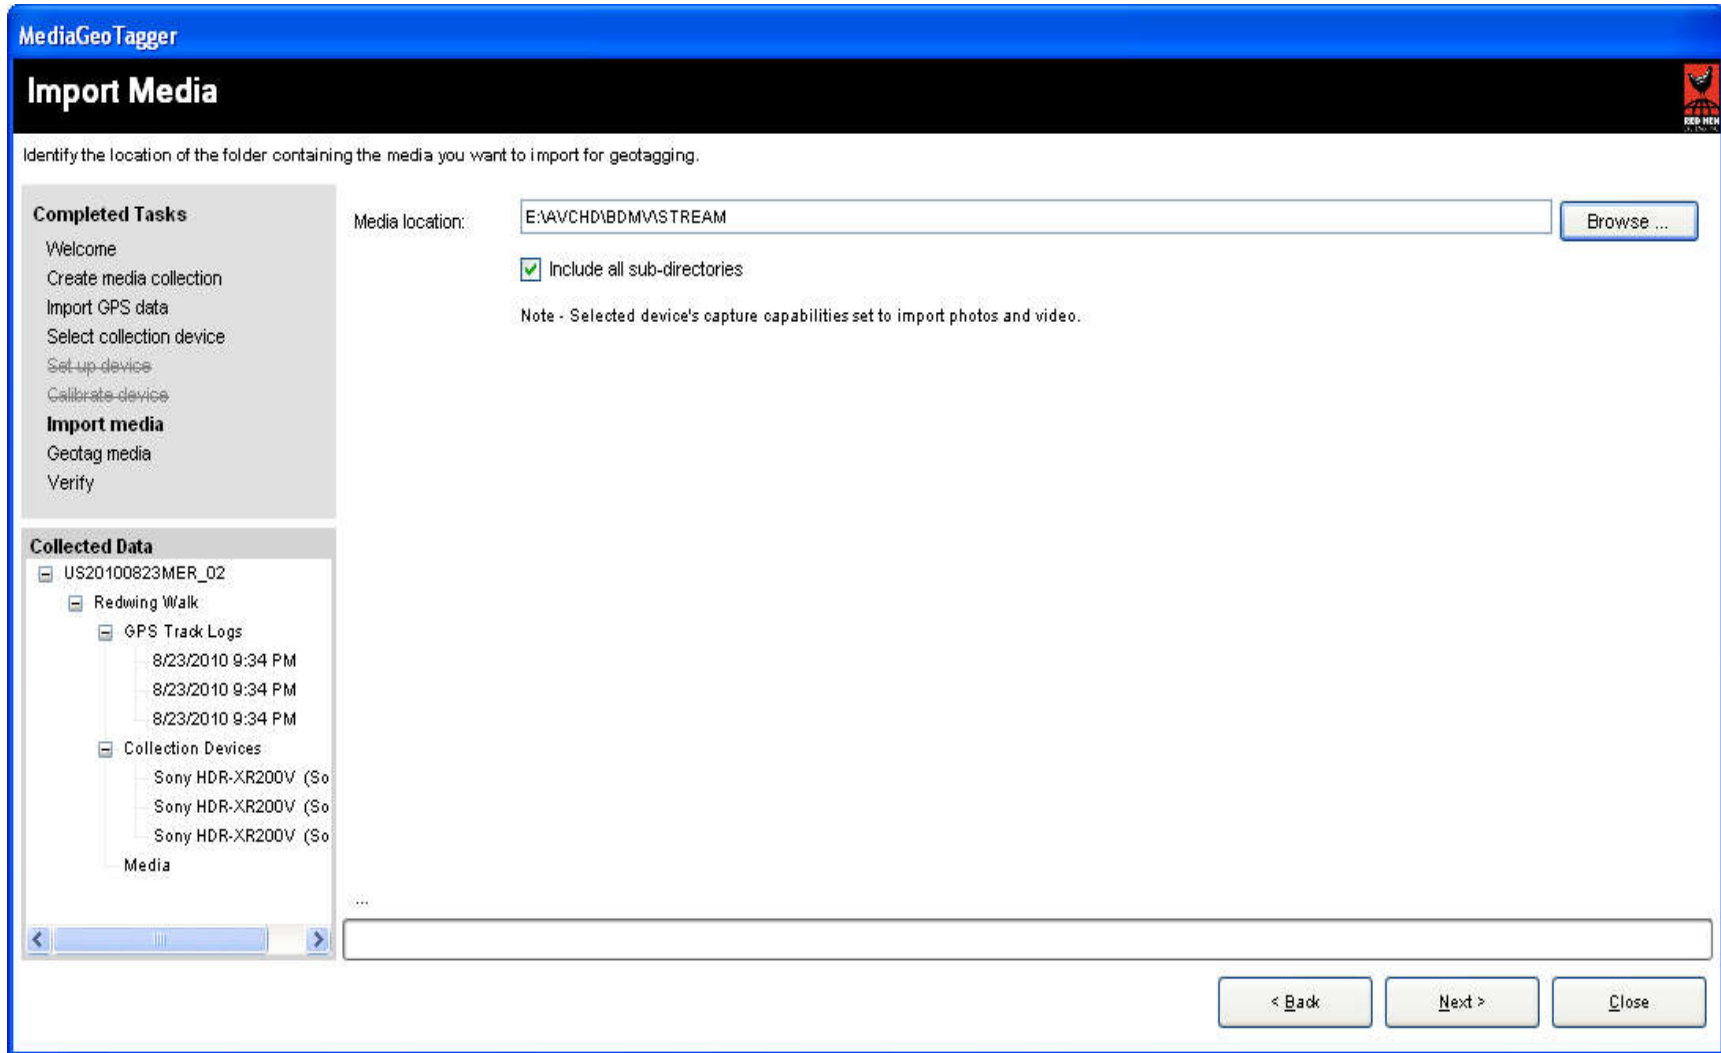 MediaGeoTagger
Import Media
RED HEN
Identify the location of the folder containing the media you want to import for geotagging.
Completed Tasks
Welcome
Create media collection
Import GPS data
Select collection device
Set up device
Calibrate device
Import media
Geotag media
Verify
Media location:
E:\AVCHD\BDMV\STREAM
Browse ...
Include all sub-directories
Note - Selected device's capture capabilities set to import photos and video.
Collected Data
US20100823MER_02
Redwing Walk
GPS Track Logs
8/23/2010 9:34 PM
8/23/2010 9:34 PM
8/23/2010 9:34 PM
Collection Devices
Sony HDR-XR200V (So
Sony HDR-XR200V (So
Sony HDR-XR200V (So
Media
...
< Back
Next >
Close